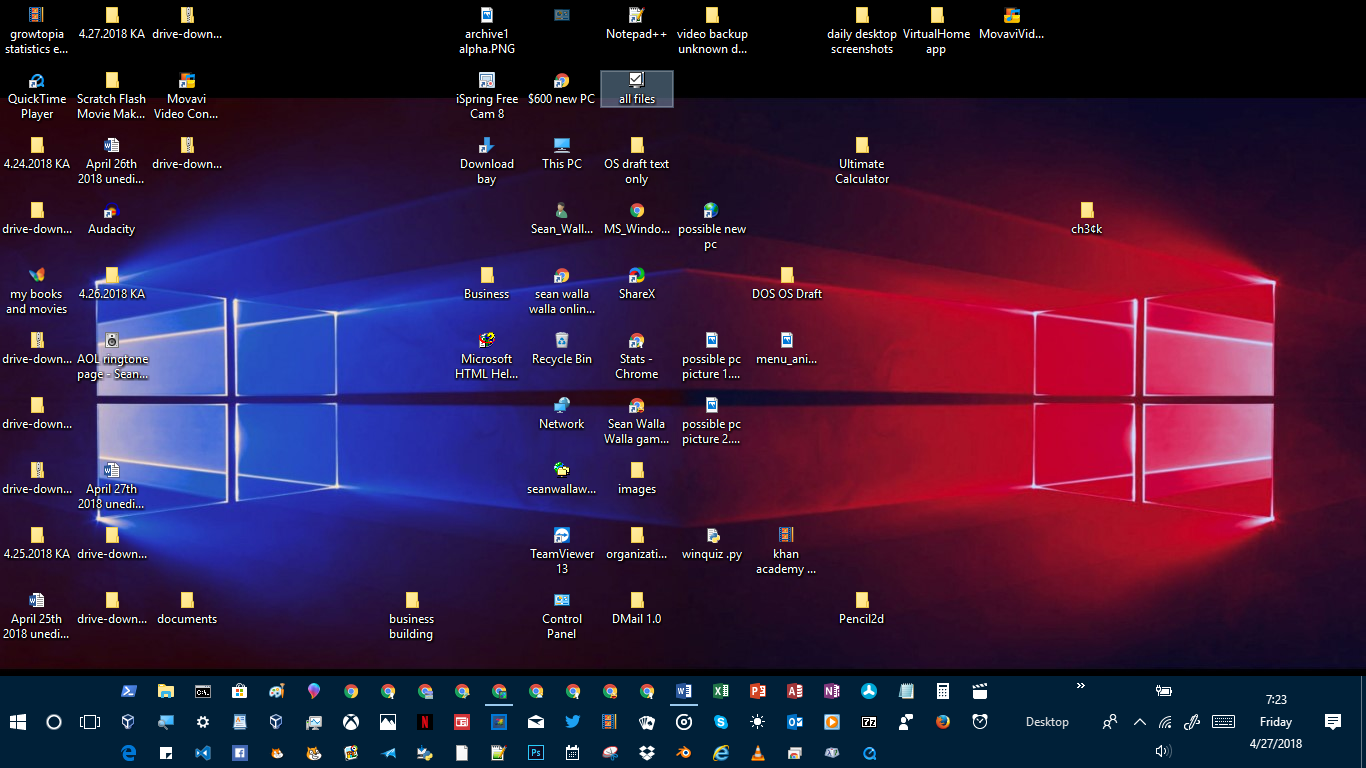 growtopia
statistics e...
4.27.2018 KA
drive-down...
archive1
alpha.PNG
Notepad++
video backup
unknown d...
daily desktop
screenshots
VirtualHome
app
MovaviVid...
QuickTime
Player
Scratch Flash
Movie Mak...
Movavi
Video Con...
iSpring Free
Cam 8
$600 new PC
all files
4.24.2018 KA
April 26th
2018 unedi...
drive-down...
Download
bay
This PC
OS draft text
only
Ultimate
Calculator
drive-down...
Audacity
Sean_Wall...
MS_Windo...
possible new
pc
ch3¢k
my books
and movies
4.26.2018 KA
Business
sean walla
walla onlin...
ShareX
DOS OS Draft
drive-down...
AOL ringtone
page - Sean...
Microsoft
HTML Hel...
Recycle Bin
Stats -
Chrome
possible pc
picture 1....
menu_ani...
drive-down...
Network
Sean Walla
Walla gam...
possible pc
picture 2....
drive-down...
April 27th
2018 unedi...
seanwallaw...
images
4.25.2018 KA
drive-down...
TeamViewer
13
organizati...
winquiz .py
khan
academy ...
April 25th
2018 unedi...
drive-down...
documents
business
building
Control
Panel
DMail 1.0
Pencil2d
7:23
Desktop
Friday
4/27/2018